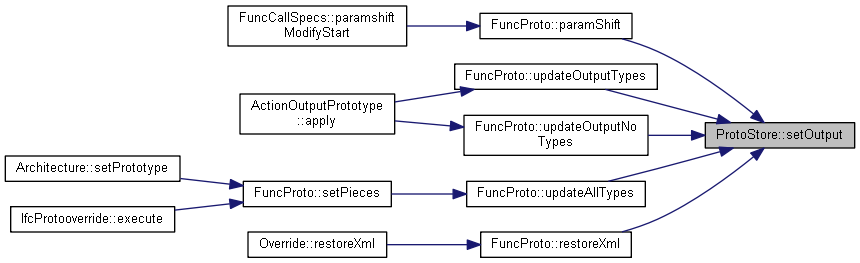 FuncCallSpecs::paramshift
ModifyStart
FuncProto::paramShift
FuncProto::updateOutputTypes
ActionOutputPrototype
::apply
FuncProto::updateOutputNo
Types
ProtoStore::setOutput
Architecture::setPrototype
FuncProto::setPieces
FuncProto::updateAllTypes
IfcProtooverride::execute
Override::restoreXml
FuncProto::restoreXml